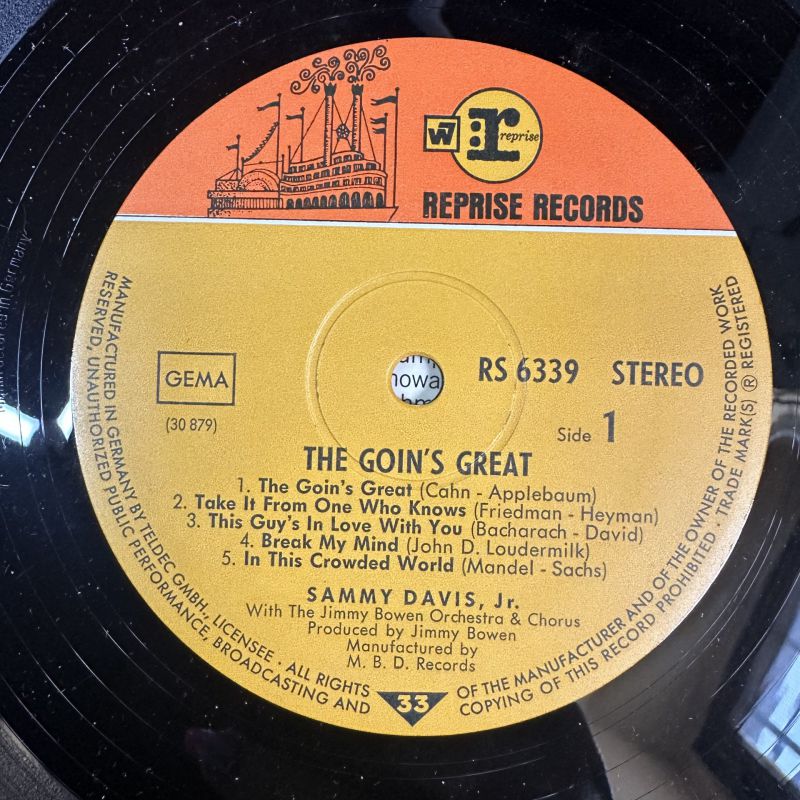 W7
r
reprise
REPRISE RECORDS
GEMA
(30 879)
RS 6339 STEREO
Side 1
THE GOIN'S GREAT
1. The Goin's Great (Cahn - Applebaum)
2. Take It From One Who Knows (Friedman - Heyman)
3. This Guy's In Love With You (Bacharach - David)
4. Break My Mind (John D. Loudermilk)
5. In This Crowded World (Mandel - Sachs)
SAMMY DAVIS, Jr.
With The Jimmy Bowen Orchestra & Chorus
Produced by Jimmy Bowen
Manufactured by
M. B. D. Records
33
MANUFACTURED IN GERMANY BY TELDEC GMBH, LICENSEE · ALL RIGHTS OF THE MANUFACTURER AND OF THE OWNER OF THE RECORDED WORK
RESERVED, UNAUTHORIZED PUBLIC PERFORMANCE, BROADCASTING AND COPYING OF THIS RECORD PROHIBITED · TRADE MARK(S) ® REGISTERED
in Germany